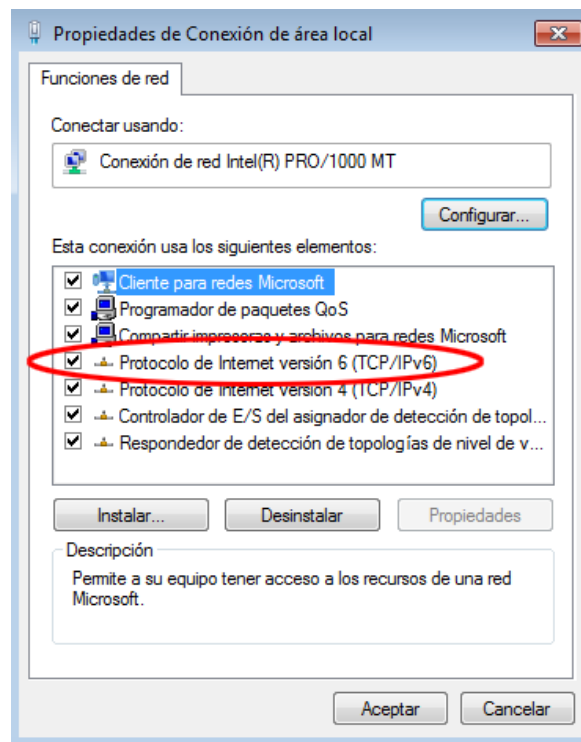 Propiedades de Conexión de área local
Funciones de red
Conectar usando:
Conexión de red Intel(R) PRO/1000 MT
Configurar...
Esta conexión usa los siguientes elementos:
Cliente para redes Microsoft
Programador de paquetes QoS
Compartir impresoras y archivos para redes Microsoft
Protocolo de Internet versión 6 (TCP/IPv6)
Protocolo de Internet versión 4 (TCP/IPv4)
Controlador de E/S del asignador de detección de topol...
Respondedor de detección de topologías de nivel de v...
Instalar...
Desinstalar
Propiedades
Descripción
Permite a su equipo tener acceso a los recursos de una red
Microsoft.
Aceptar
Cancelar